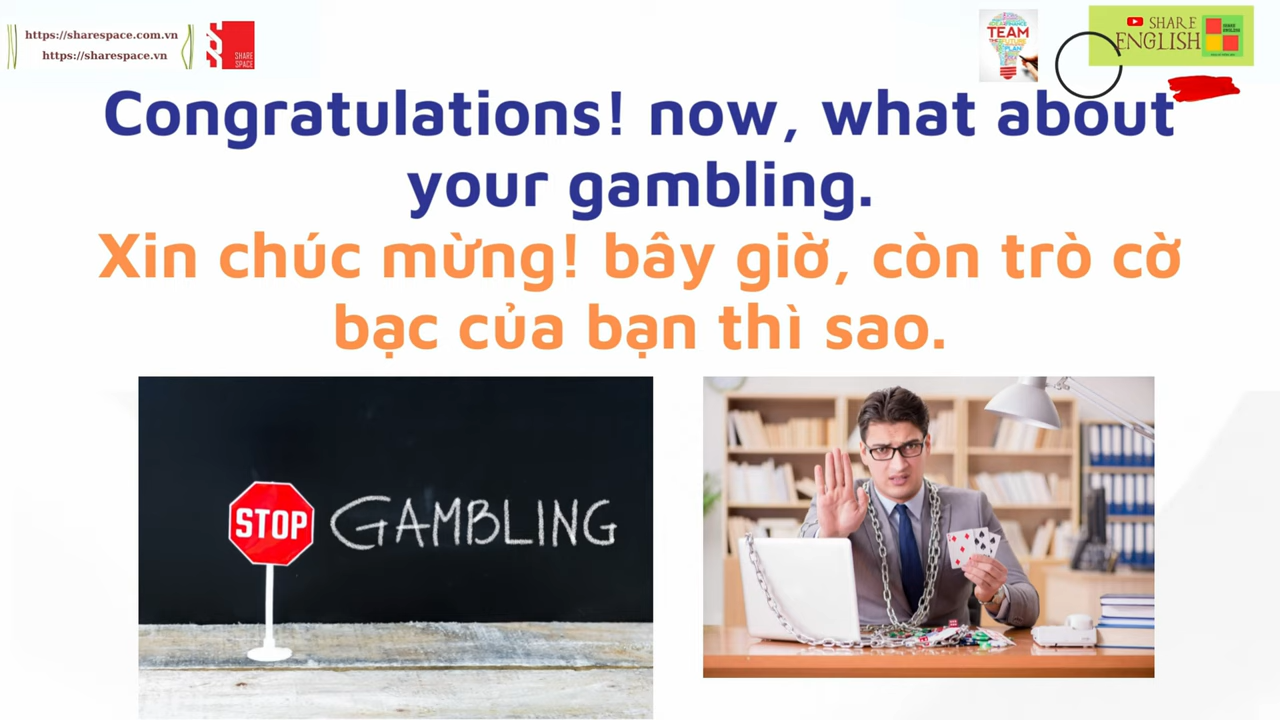 https://sharespace.com.vn
https://sharespace.vn
SHARE
SPACE
TEAM
PLAN
SHARE
ENGLISH
Congratulations! now, what about
your gambling.
Xin chúc mừng! bây giờ, còn trò cờ
bạc của bạn thì sao.
STOP GAMBLING